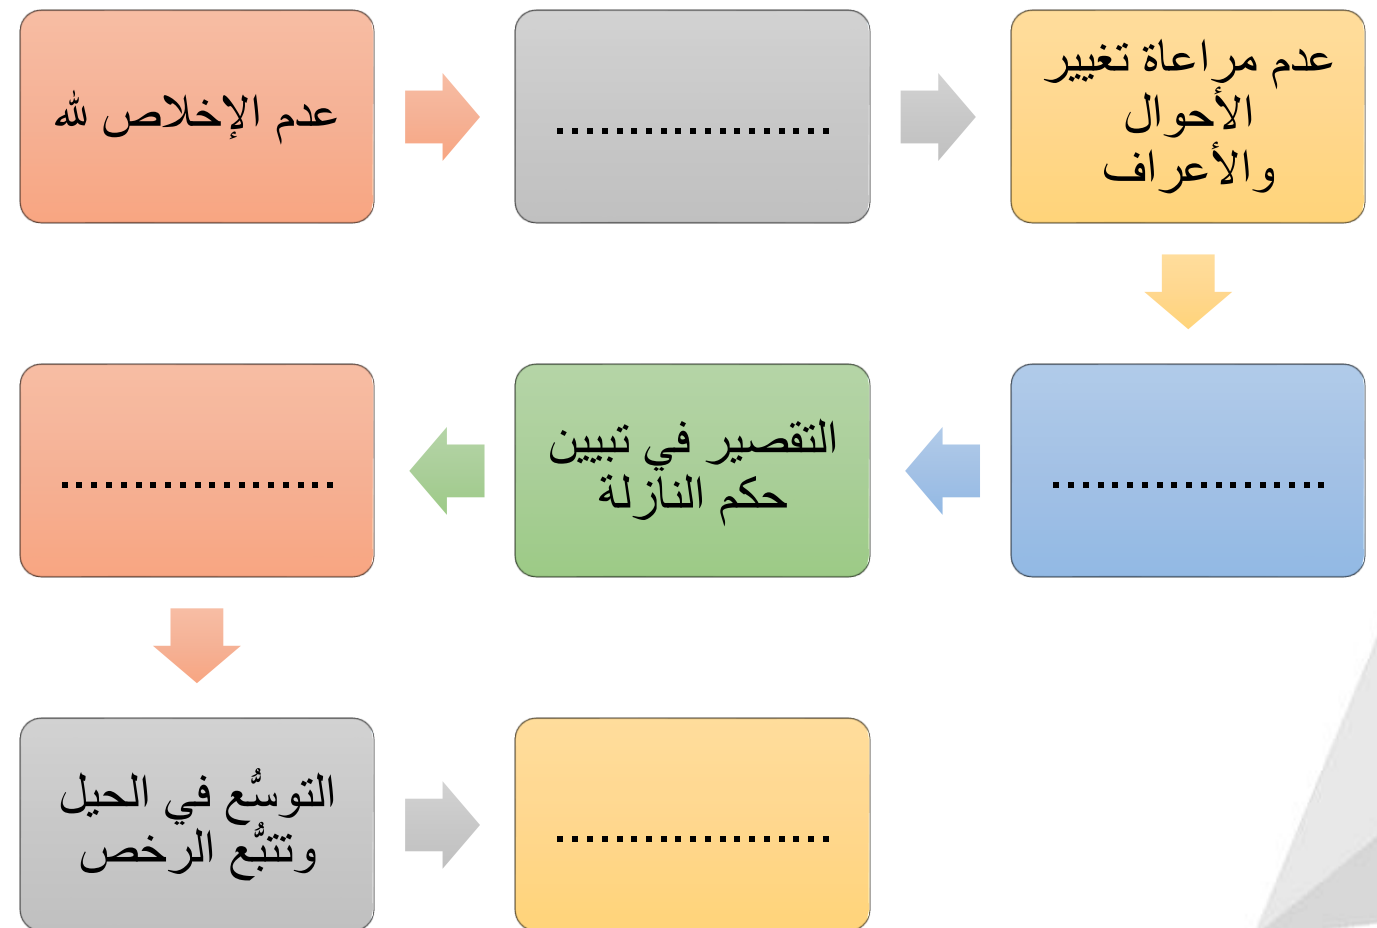 عدم الإخلاص لله
..................
عدم مراعاة تغيير
الأحوال
والأعراف
..................
التقصير في تبيين
حكم النازلة
..................
التوسُّع في الحيل
وتتبُّع الرخص
..................